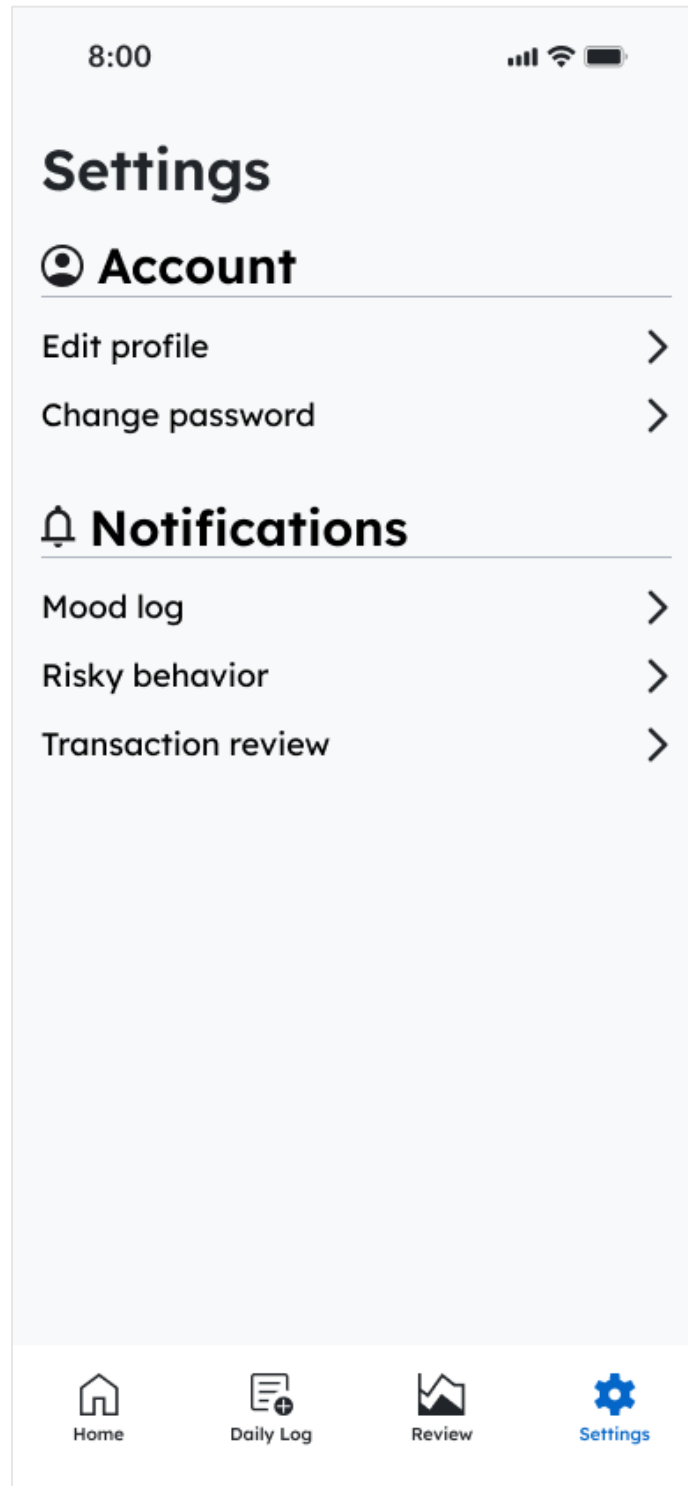 8:00
Settings
Account
Edit profile
Change password
Notifications
Mood log
Risky behavior
Transaction review
Home
Daily Log
Review
Settings